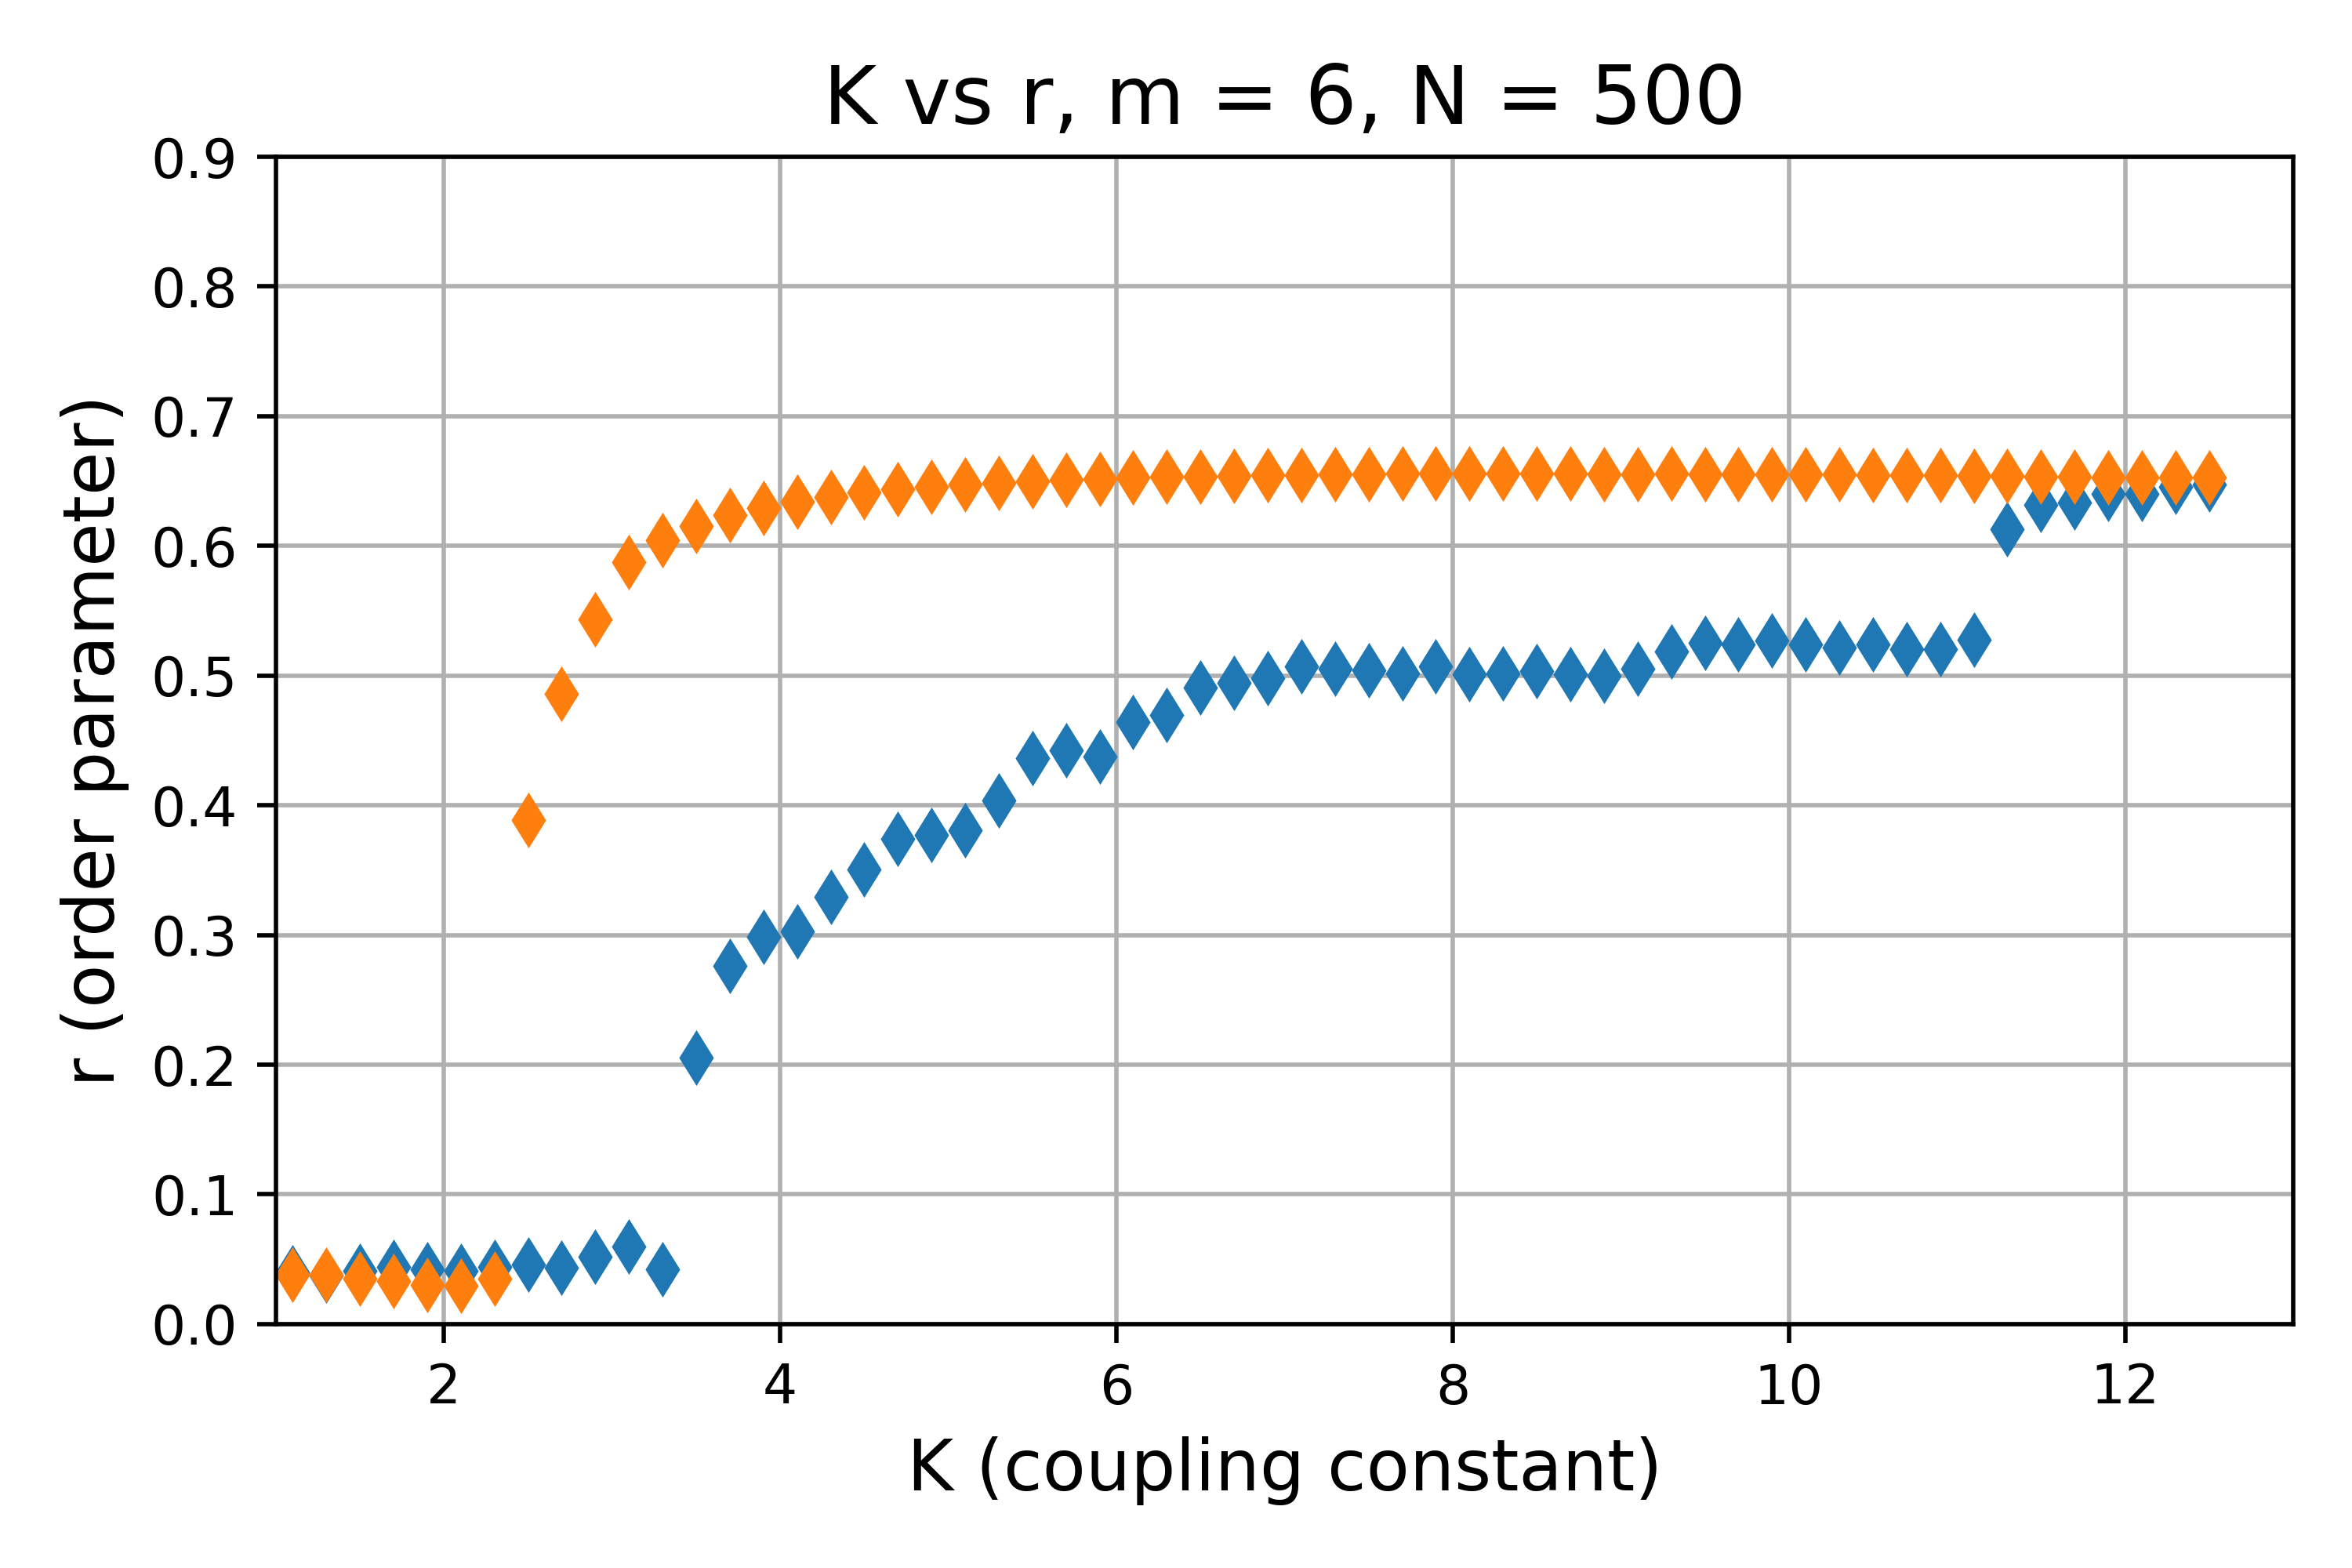 K vs r, m = 6, N = 500
r (order parameter)
0.9
0.8
0.7
0.6
0.5
0.4
0.3
0.2
0.1
0.0
2 4 6 8 10 12
K (coupling constant)